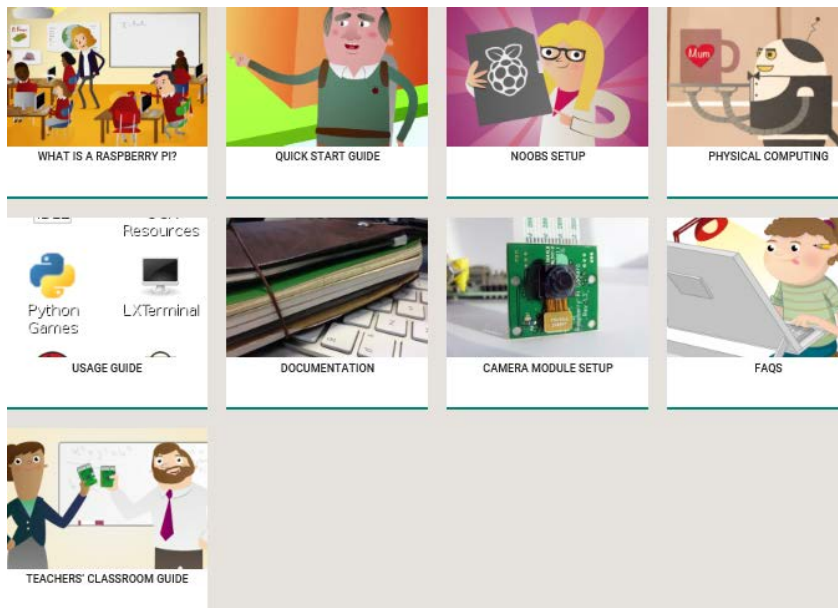 WHAT IS A RASPBERRY PI?
QUICK START GUIDE
NOOBS SETUP
Mum
PHYSICAL COMPUTING
Resources
Python
Games
LXTerminal
USAGE GUIDE
DOCUMENTATION
CAMERA MODULE SETUP
FAQS
TEACHERS' CLASSROOM GUIDE